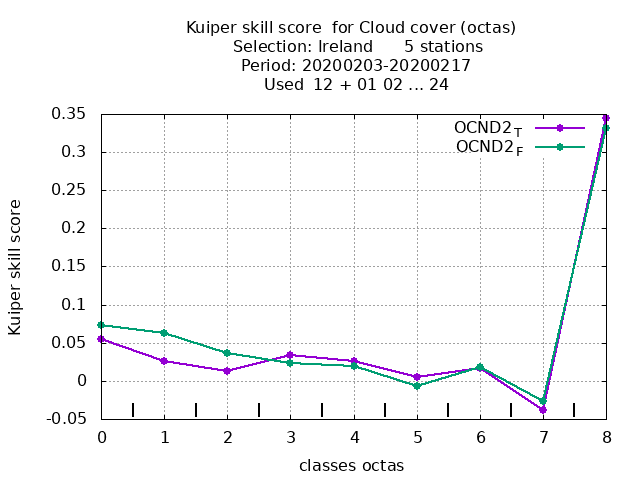 Kuiper skill score  for Cloud cover (octas)
Selection: Ireland      5 stations
Period: 20200203-20200217
Used  12 + 01 02 ... 24
OCND2T
OCND2F
0.35
0.3
0.25
0.2
0.15
0.1
0.05
0
-0.05
Kuiper skill score
0 1 2 3 4 5 6 7 8
classes octas